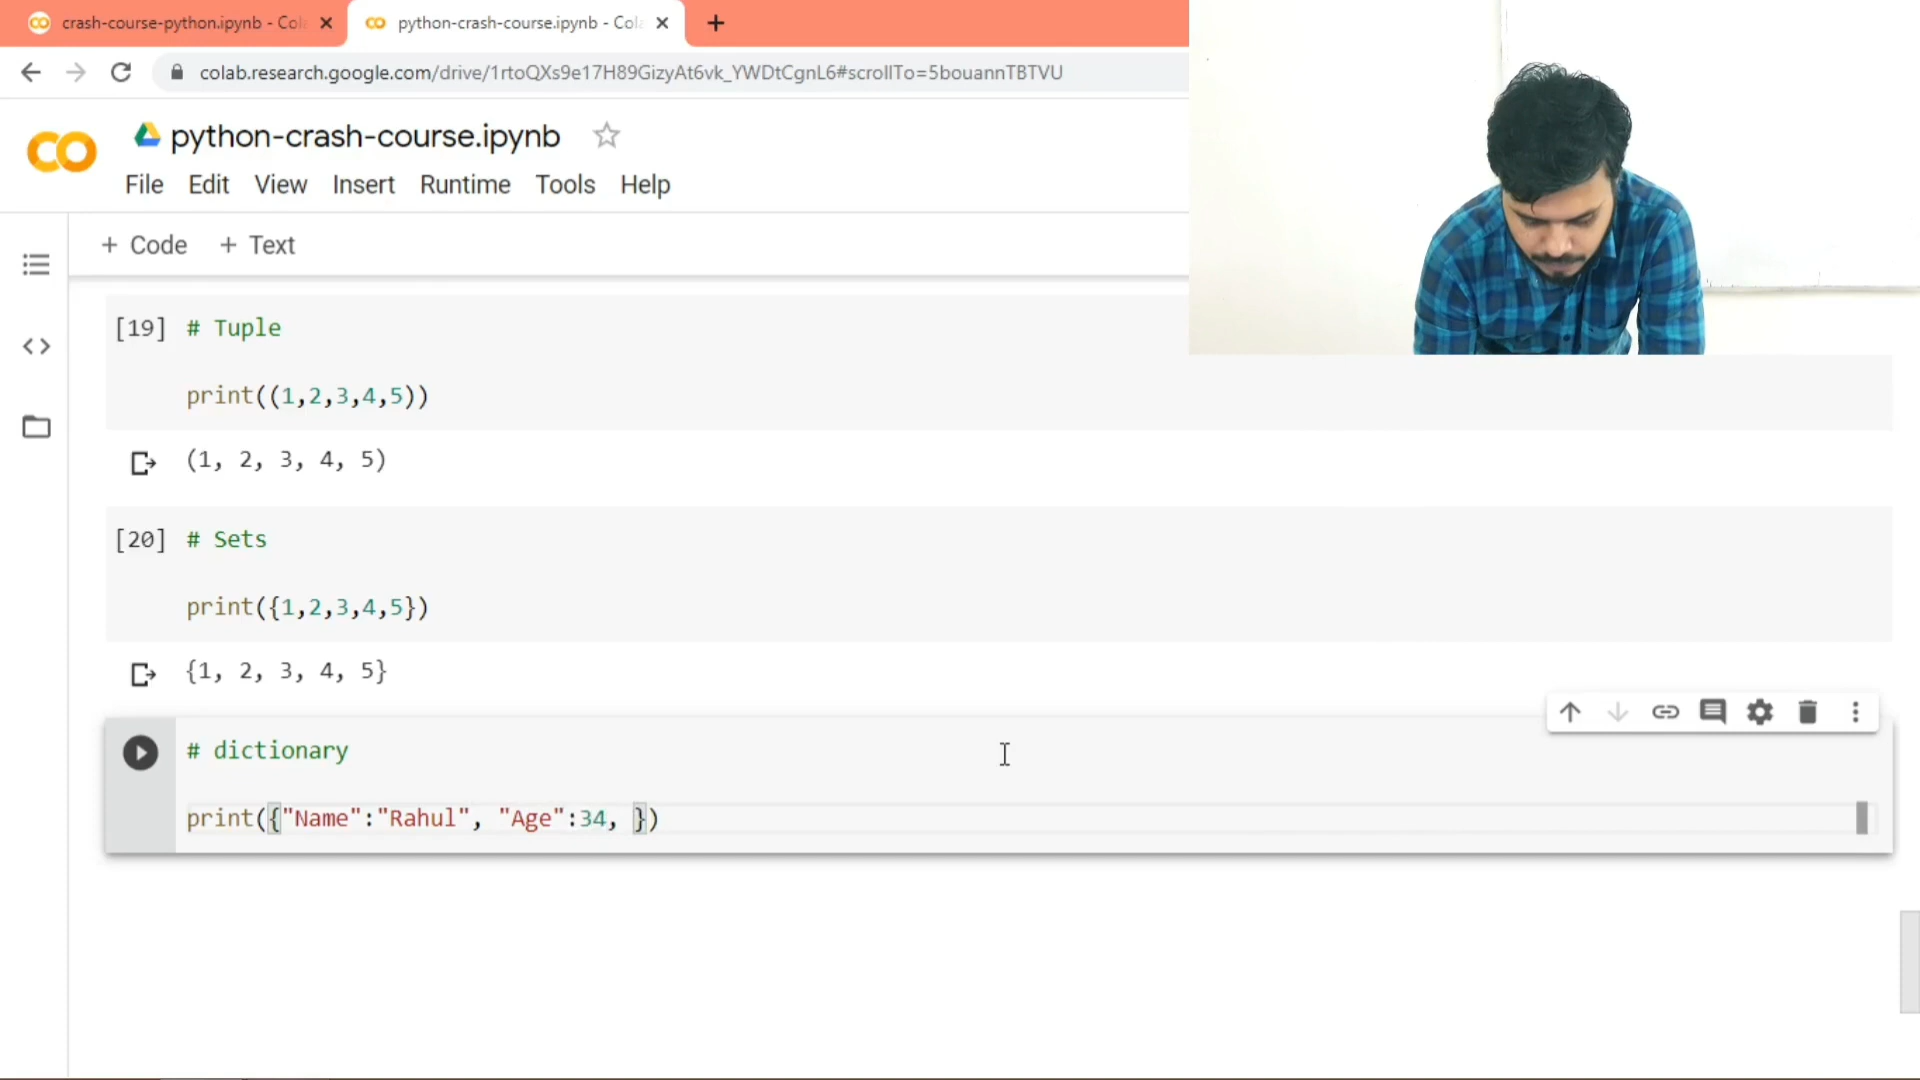 crash-course-python.ipynb - Col
python-crash-course.ipynb - Cola
colab.research.google.com/drive/1rtoQXs9e17H89GizyAt6vk_YWDtCgnL6#scrollTo=5bouannTBTVU
python-crash-course.ipynb
File Edit View Insert Runtime Tools Help
+ Code + Text
[19] # Tuple
print((1,2,3,4,5))
(1, 2, 3, 4, 5)
[20] # Sets
print({1,2,3,4,5})
{1, 2, 3, 4, 5}
# dictionary
print({"Name":"Rahul", "Age":34, })